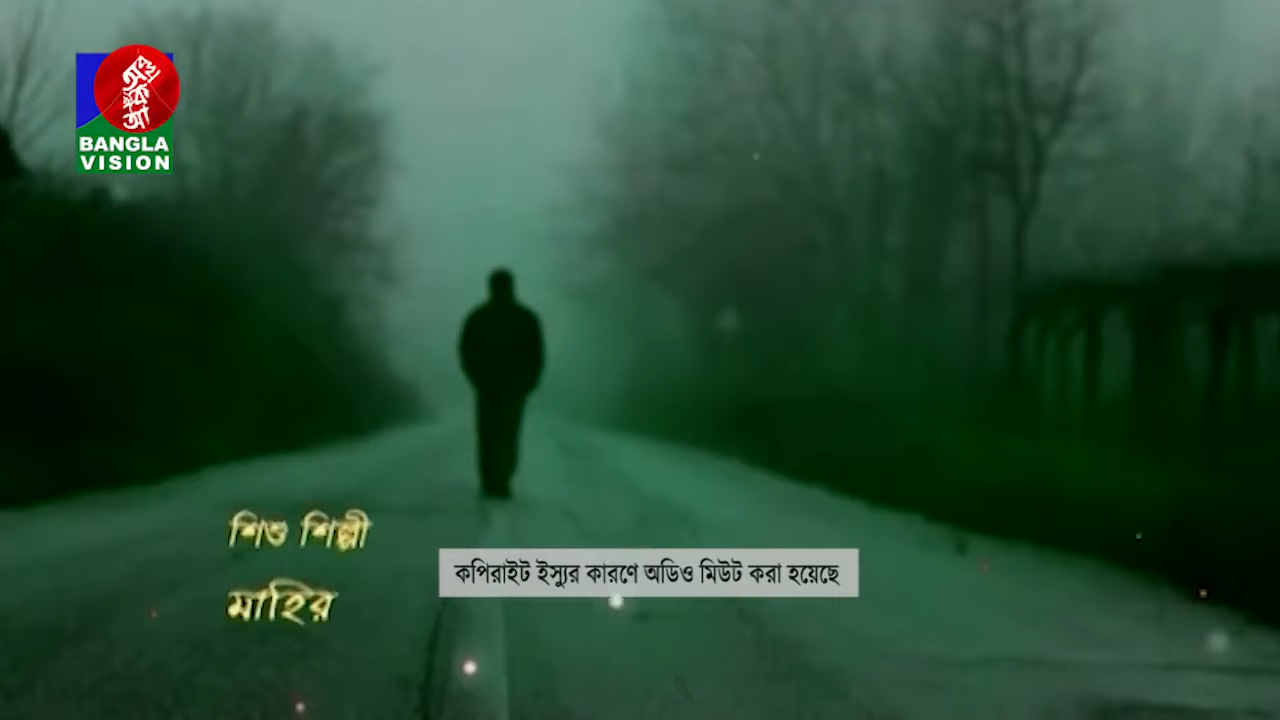 BANGLA
VISION
শিশু শিল্পী
মাহির
কপিরাইট ইস্যুর কারণে অডিও মিউট করা হয়েছে